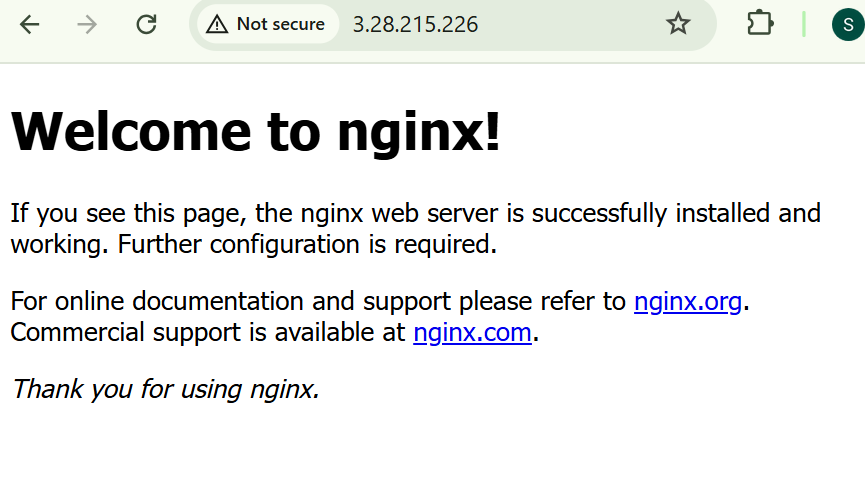 Not secure 3.28.215.226 S
Welcome to nginx!
If you see this page, the nginx web server is successfully installed and
working. Further configuration is required.
For online documentation and support please refer to nginx.org.
Commercial support is available at nginx.com.
Thank you for using nginx.